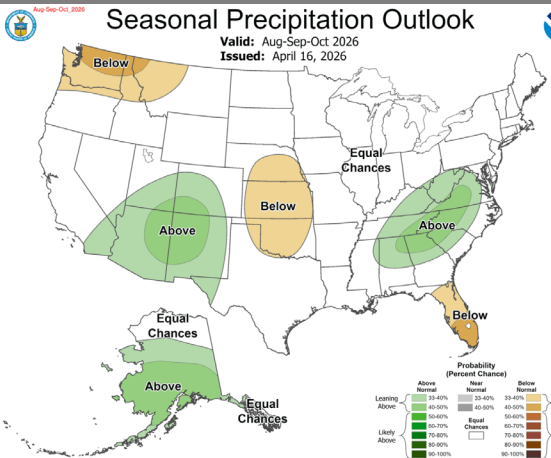 Aug-Sep-Oct_2026
Seasonal Precipitation Outlook
Valid: Aug-Sep-Oct 2026
Issued: April 16, 2026
Below
Equal
Chances
Below
Above
Above
Below
Equal
Chances
Above
Equal
Chances
Probability
(Percent Chance)
Above
Normal
Near
Normal
Below
Normal
Leaning
Above
33-40%
33-40%
33-40%
40-50%
40-50%
40-50%
Likely
Above
50-60%
Equal
Chances
50-60%
60-70%
60-70%
70-80%
70-80%
80-90%
80-90%
90-100%
90-100%